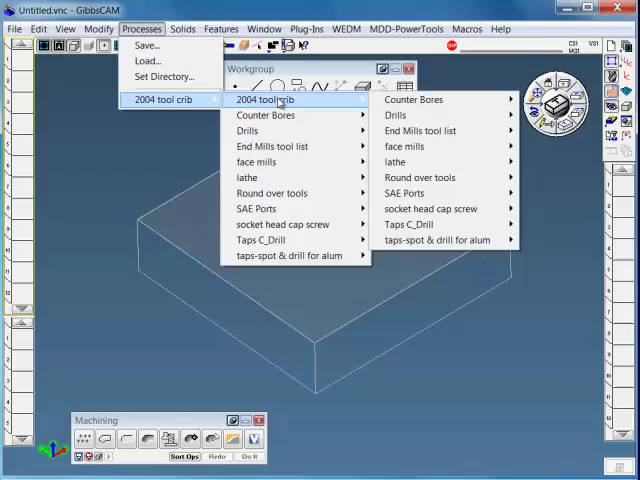 Untitled.vnc - GibbsCAM
File Edit View Modify Processes Solids Features Window Plug-Ins WEDM MDD-PowerTools Macros Help
STOP CS1 VS1
Save...
Load...
Set Directory...
2004 tool crib
Workgroup
2004 tool crib
Counter Bores
Drills
End Mills tool list
face mills
lathe
Round over tools
SAE Ports
socket head cap screw
Taps C_Drill
taps-spot & drill for alum
Counter Bores
Drills
End Mills tool list
face mills
lathe
Round over tools
SAE Ports
socket head cap screw
Taps C_Drill
taps-spot & drill for alum
Machining
Sort Ops Redo Do It